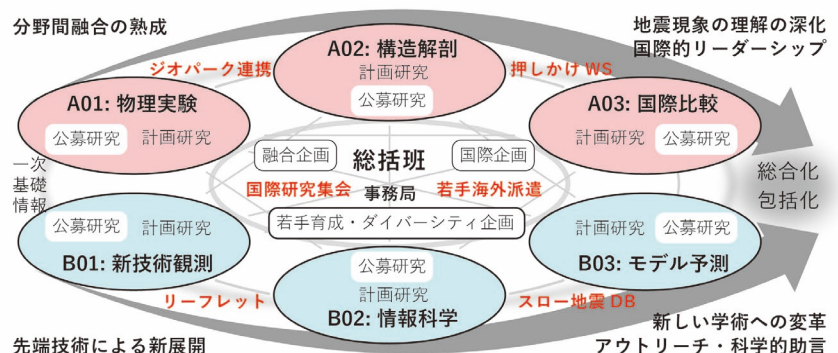 分野間融合の熟成
地震現象の理解の深化
国際的リーダーシップ
A02: 構造解剖
計画研究
公募研究
ジオパーク連携
押しかけ WS
A01: 物理実験
公募研究 計画研究
A03: 国際比較
計画研究 公募研究
融合企画 総括班 国際企画
国際研究集会 事務局 若手海外派遣
若手育成・ダイバーシティ企画
一次
基礎
情報
総合化
包括化
公募研究 計画研究
B01: 新技術観測
計画研究 公募研究
B03: モデル予測
公募研究
計画研究
B02: 情報科学
リーフレット
スロー地震 DB
先端技術による新展開
新しい学術への変革
アウトリーチ・科学的助言